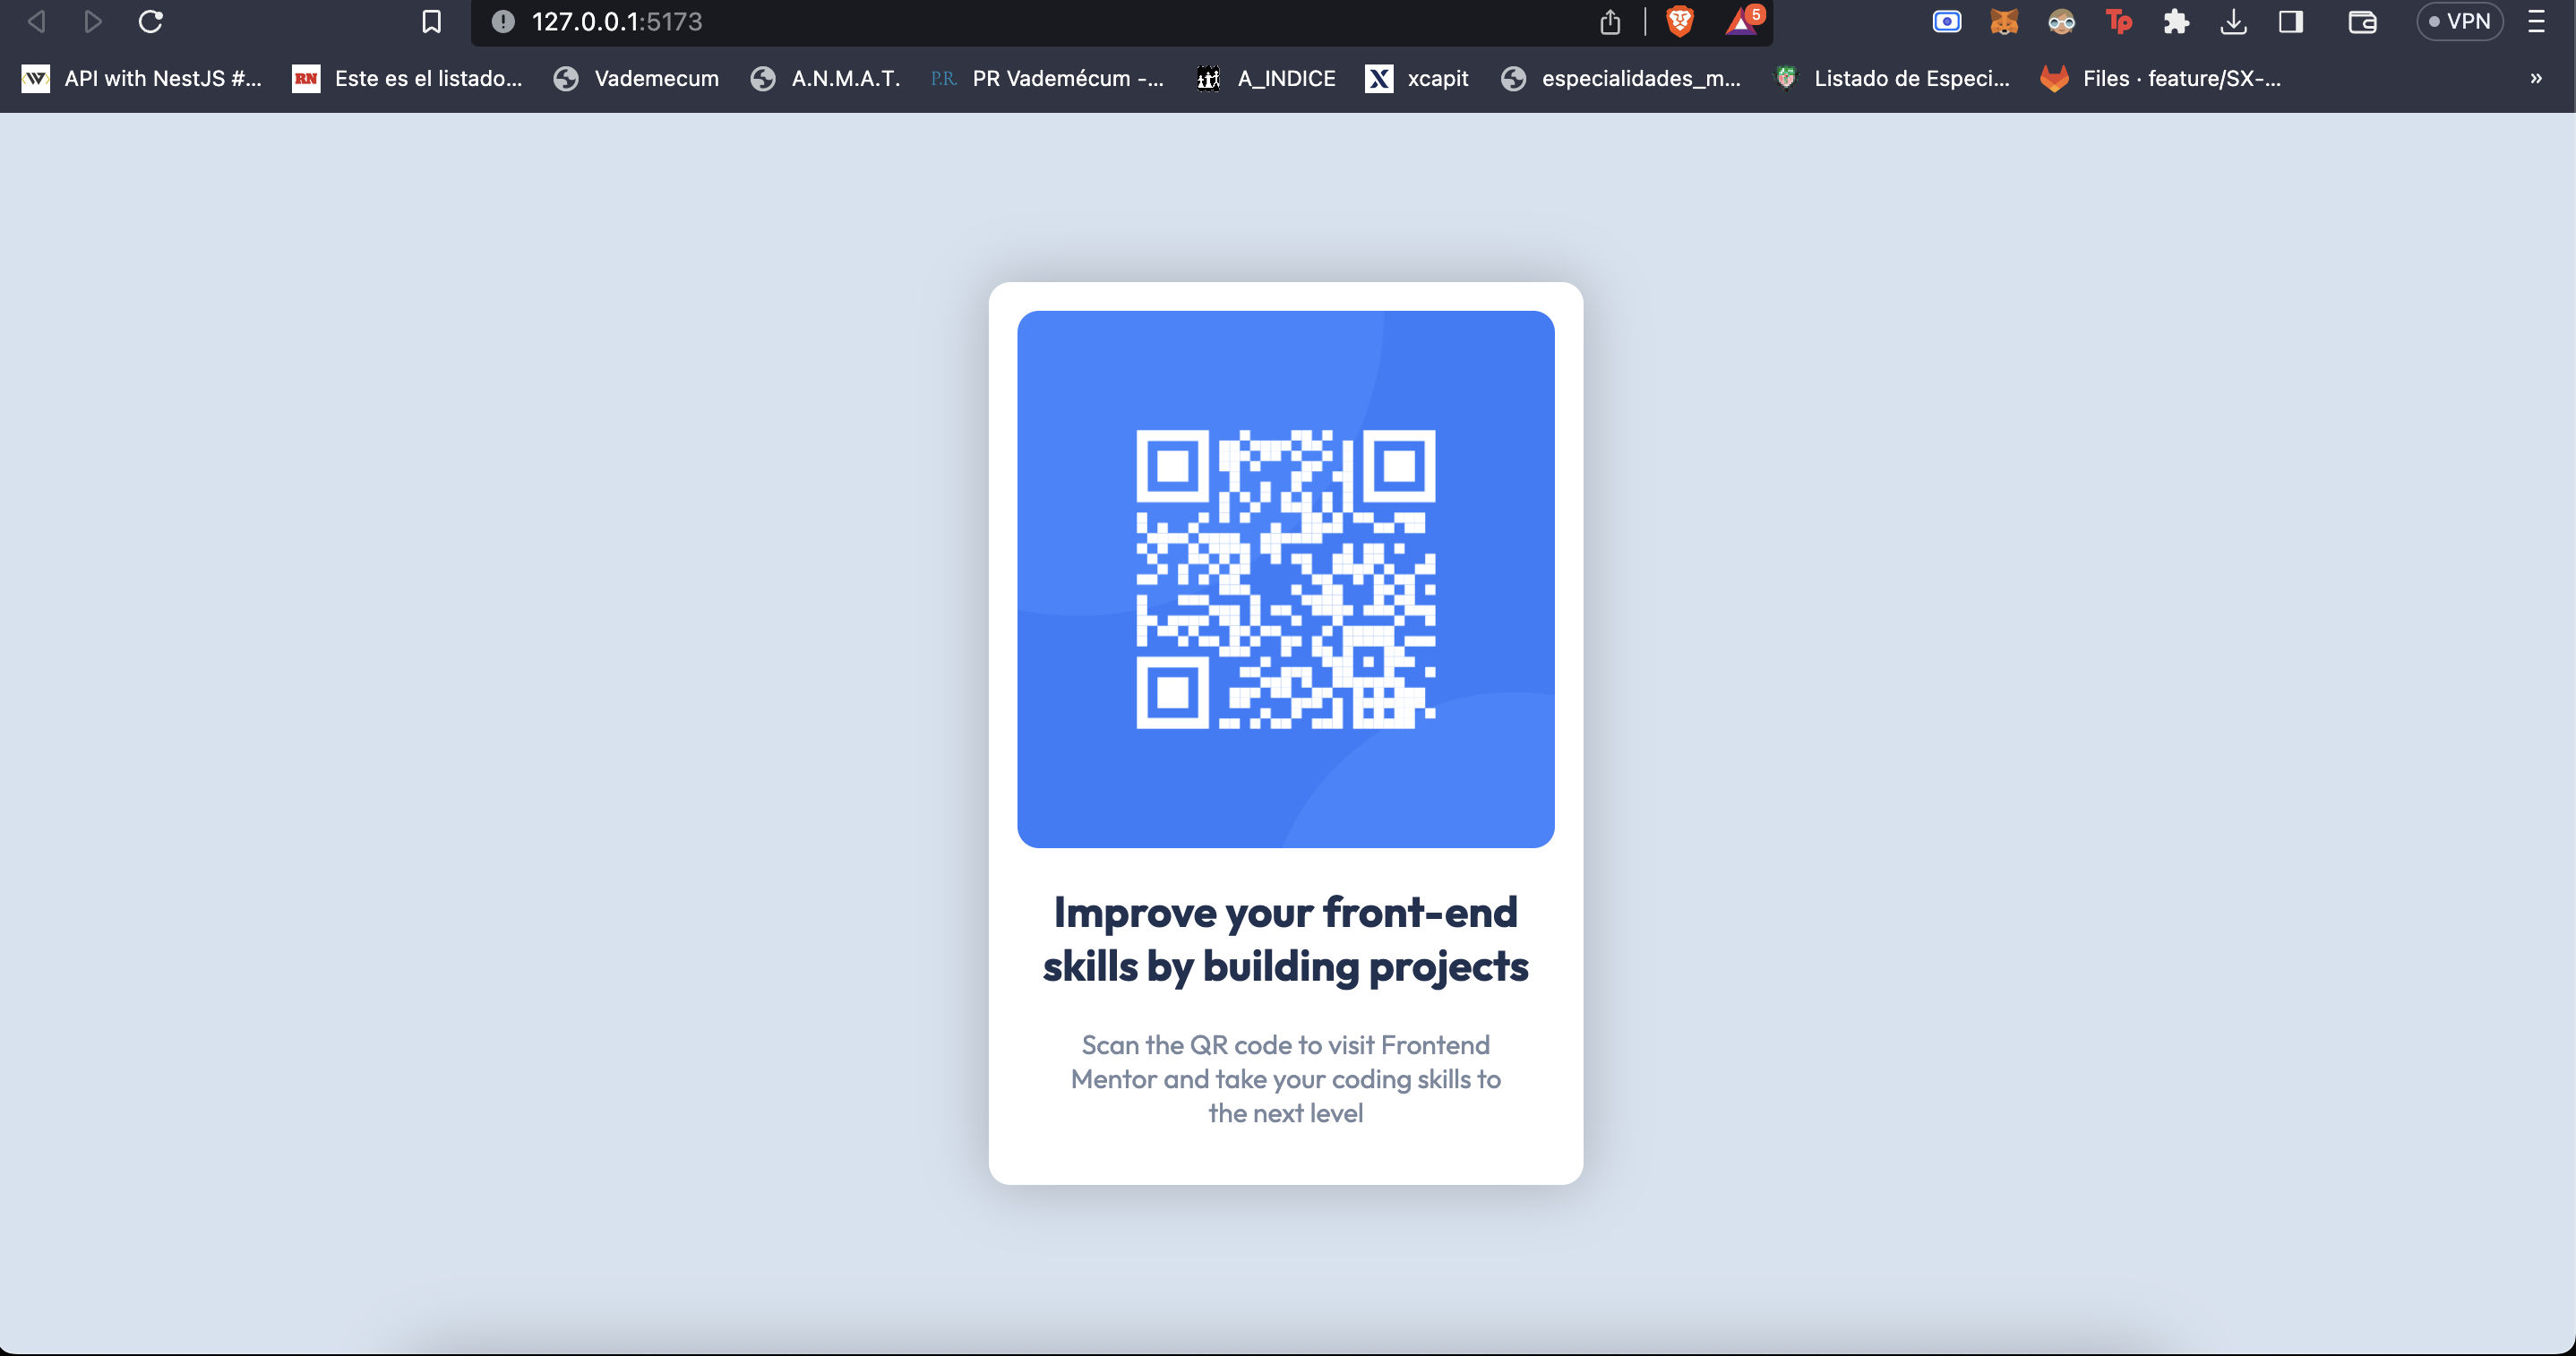 127.0.0.1:5173
5
VPN
API with NestJS #...
RN
Este es el listado...
Vademecum
A.N.M.A.T.
P.R.
PR Vademécum -...
A_INDICE
X
xcapit
especialidades_m...
Listado de Especi...
Files · feature/SX-...
»
Tp
W
Improve your front-end
skills by building projects
Scan the QR code to visit Frontend
Mentor and take your coding skills to
the next level